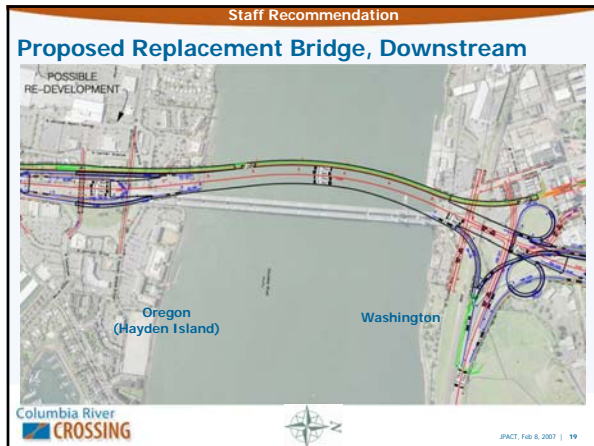 Staff Recommendation
Proposed Replacement Bridge, Downstream
POSSIBLE
RE-DEVELOPMENT
Oregon
(Hayden Island)
Washington
N
Columbia River
CROSSING
JPACT, Feb 8, 2007 | 19